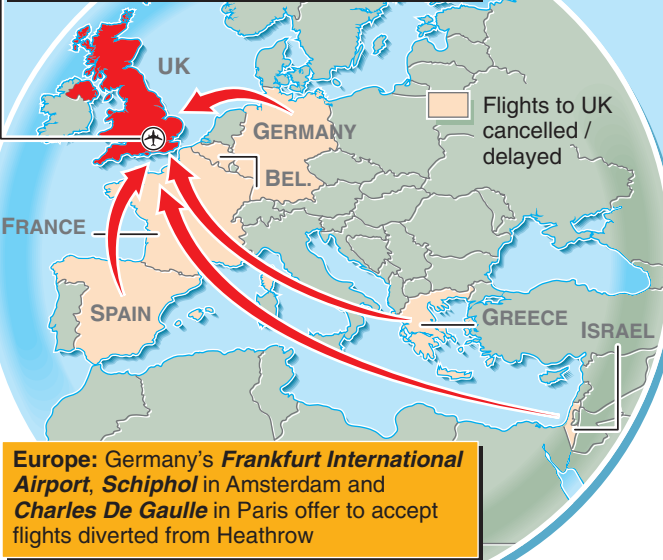 UK
GERMANY
Flights to UK
cancelled /
delayed
BEL.
FRANCE
SPAIN
GREECE
ISRAEL
Europe: Germany's Frankfurt International
Airport, Schiphol in Amsterdam and
Charles De Gaulle in Paris offer to accept
flights diverted from Heathrow